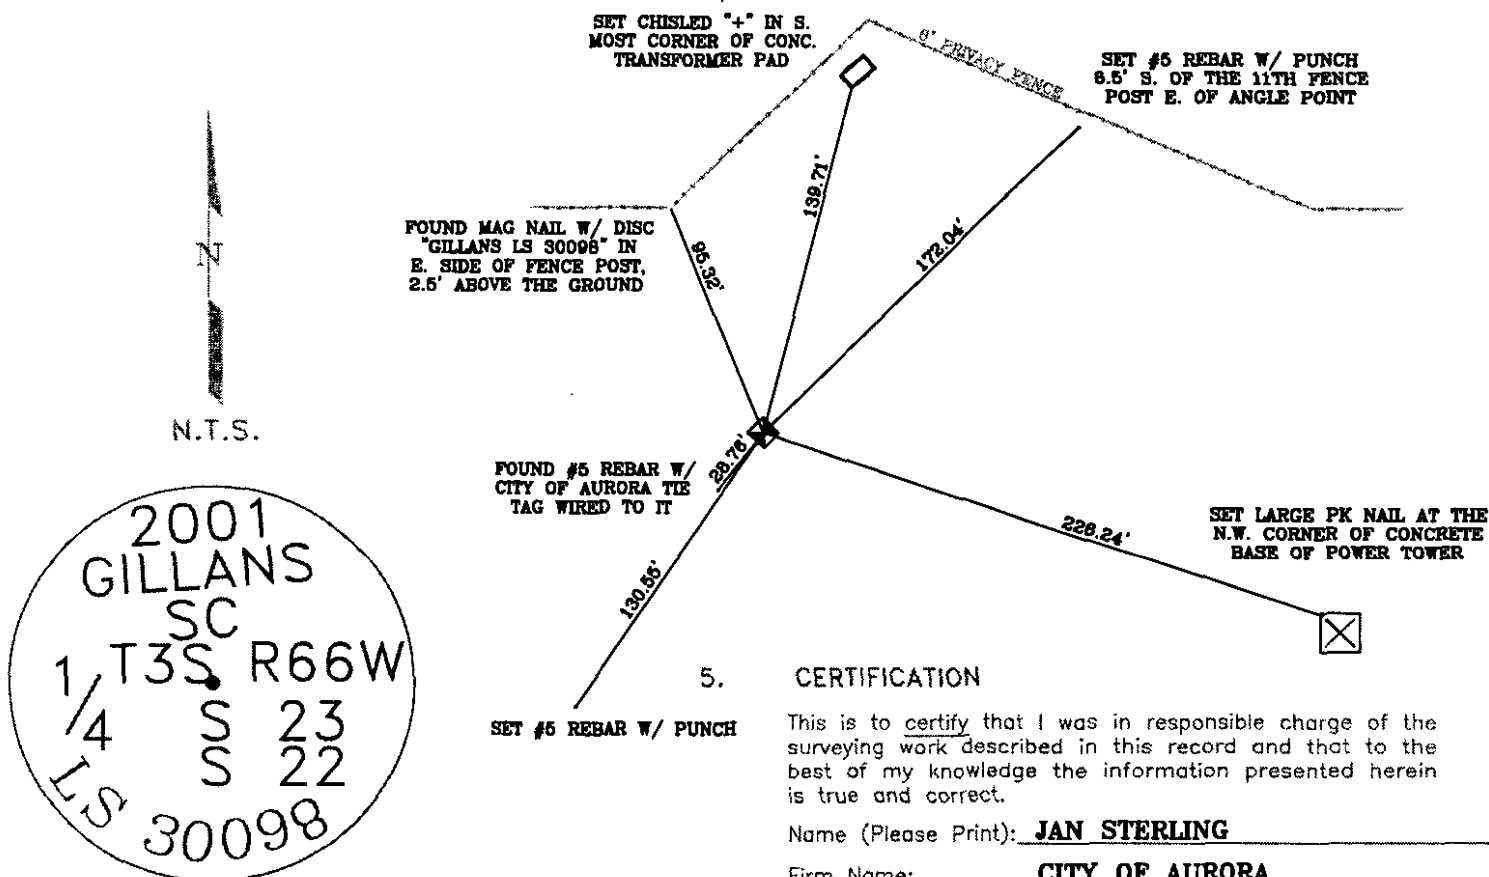 SET CHISLED "+" IN S.
MOST CORNER OF CONC.
TRANSFORMER PAD
6' PRIVACY FENCE
SET #5 REBAR W/ PUNCH
6.5' S. OF THE 11TH FENCE
POST E. OF ANGLE POINT
139.71'
172.04'
FOUND MAG NAIL W/ DISC
"GILLANS LS 30098" IN
E. SIDE OF FENCE POST,
2.5' ABOVE THE GROUND
95.32'
N
N.T.S.
FOUND #5 REBAR W/
CITY OF AURORA TIE
TAG WIRED TO IT
28.76'
226.24'
SET LARGE PK NAIL AT THE
N.W. CORNER OF CONCRETE
BASE OF POWER TOWER
130.55'
SET #5 REBAR W/ PUNCH
2001
GILLANS
SC
1/4 T3S R66W
S 23
S 22
LS 30098
5. CERTIFICATION
This is to certify that I was in responsible charge of the
surveying work described in this record and that to the
best of my knowledge the information presented herein
is true and correct.
Name (Please Print): JAN STERLING
Firm Name: CITY OF AURORA